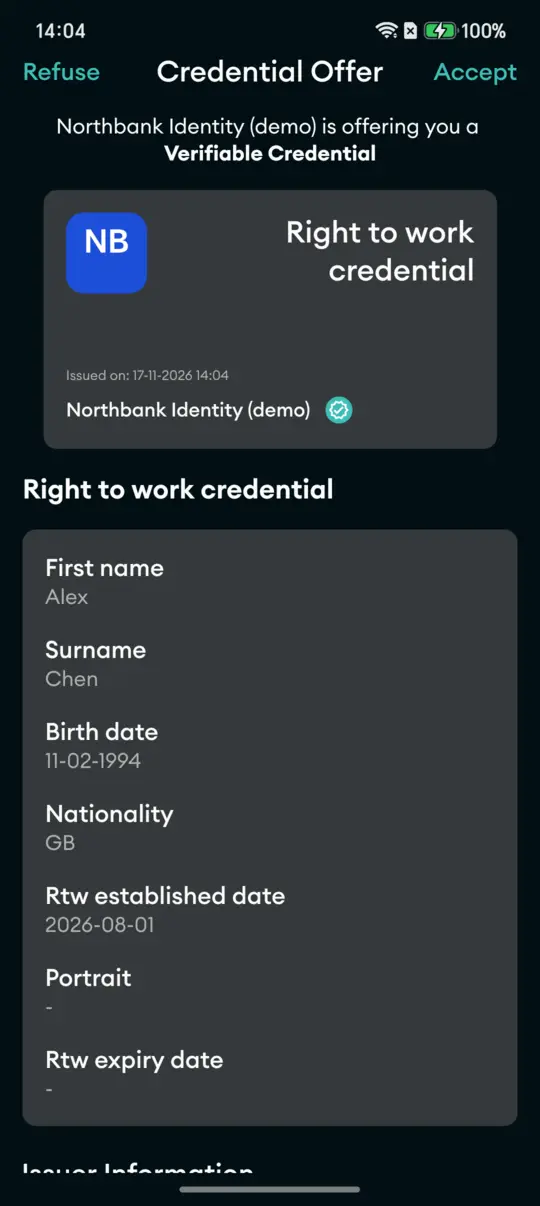 14:04
100%
Refuse
Credential Offer
Accept
Northbank Identity (demo) is offering you a
Verifiable Credential
NB
Right to work
credential
Issued on: 17-11-2026 14:04
Northbank Identity (demo)
Right to work credential
First name
Alex
Surname
Chen
Birth date
11-02-1994
Nationality
GB
Rtw established date
2026-08-01
Portrait
-
Rtw expiry date
-
Issuer Information